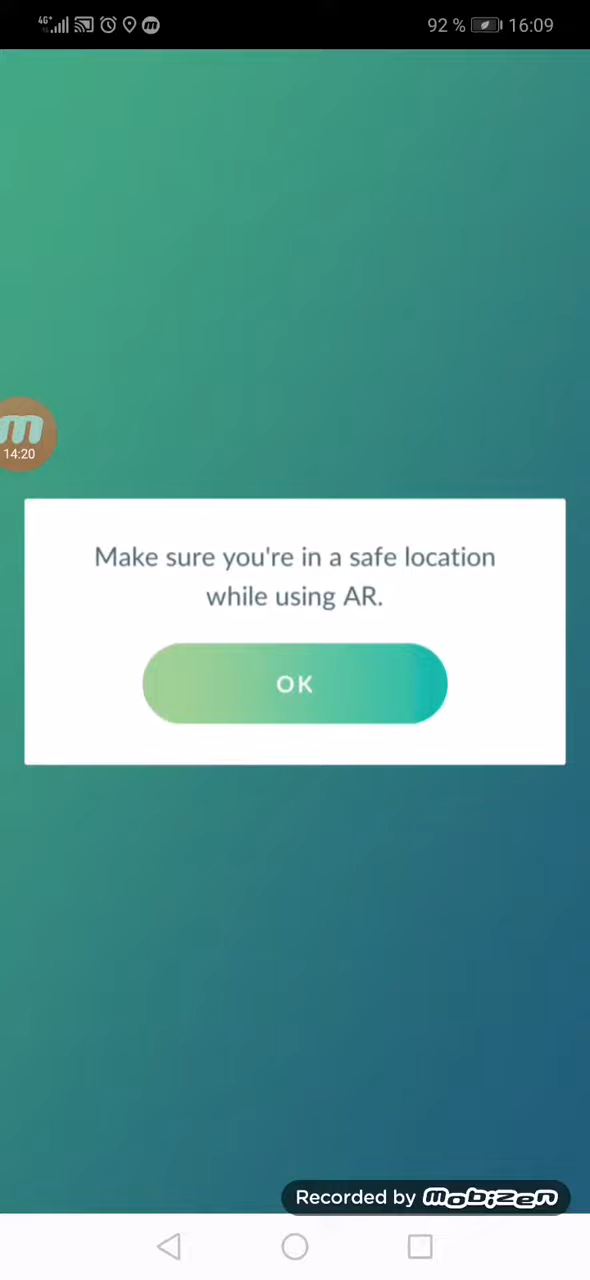 4G+ 92 % 16:09
m
14:20
Make sure you're in a safe location
while using AR.
OK
Recorded by mobizen